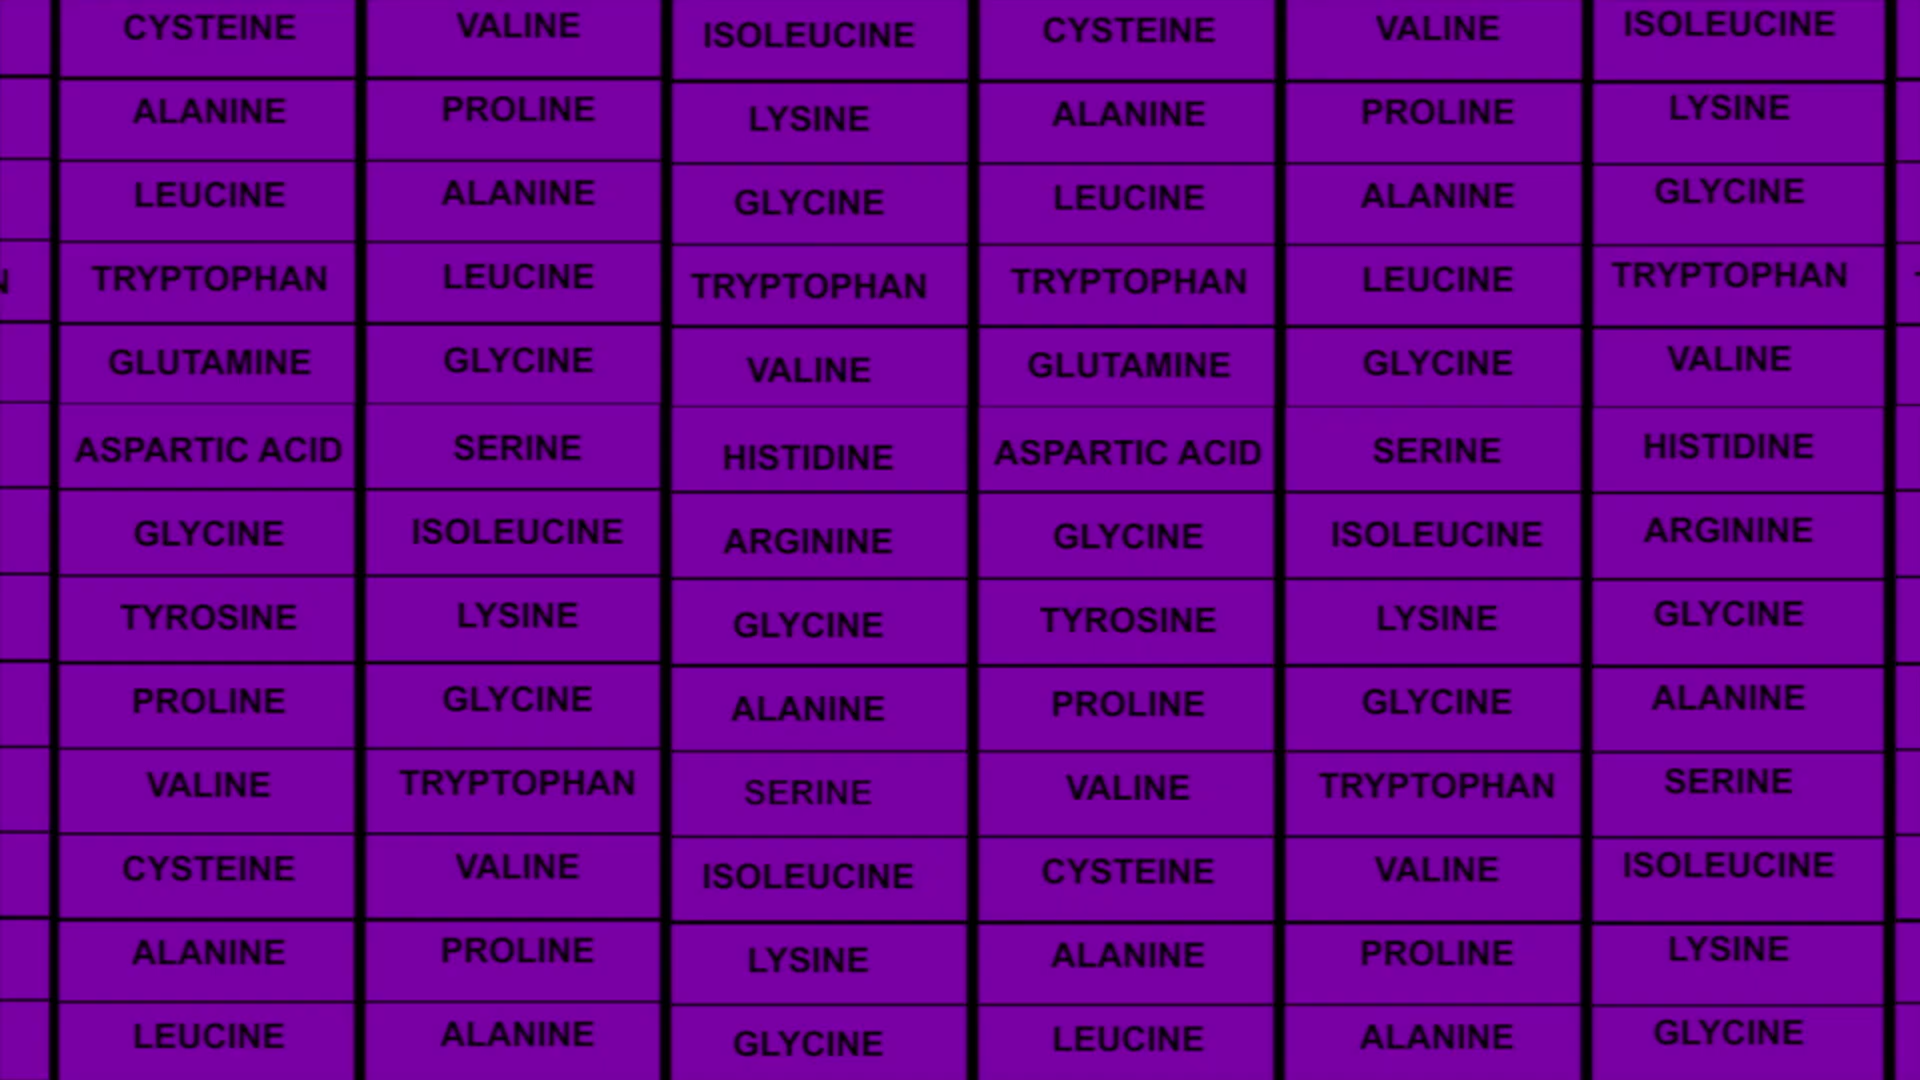 CYSTEINE VALINE ISOLEUCINE CYSTEINE VALINE ISOLEUCINE
ALANINE PROLINE LYSINE ALANINE PROLINE LYSINE
LEUCINE ALANINE GLYCINE LEUCINE ALANINE GLYCINE
TRYPTOPHAN LEUCINE TRYPTOPHAN TRYPTOPHAN LEUCINE TRYPTOPHAN
GLUTAMINE GLYCINE VALINE GLUTAMINE GLYCINE VALINE
ASPARTIC ACID SERINE HISTIDINE ASPARTIC ACID SERINE HISTIDINE
GLYCINE ISOLEUCINE ARGININE GLYCINE ISOLEUCINE ARGININE
TYROSINE LYSINE GLYCINE TYROSINE LYSINE GLYCINE
PROLINE GLYCINE ALANINE PROLINE GLYCINE ALANINE
VALINE TRYPTOPHAN SERINE VALINE TRYPTOPHAN SERINE
CYSTEINE VALINE ISOLEUCINE CYSTEINE VALINE ISOLEUCINE
ALANINE PROLINE LYSINE ALANINE PROLINE LYSINE
LEUCINE ALANINE GLYCINE LEUCINE ALANINE GLYCINE